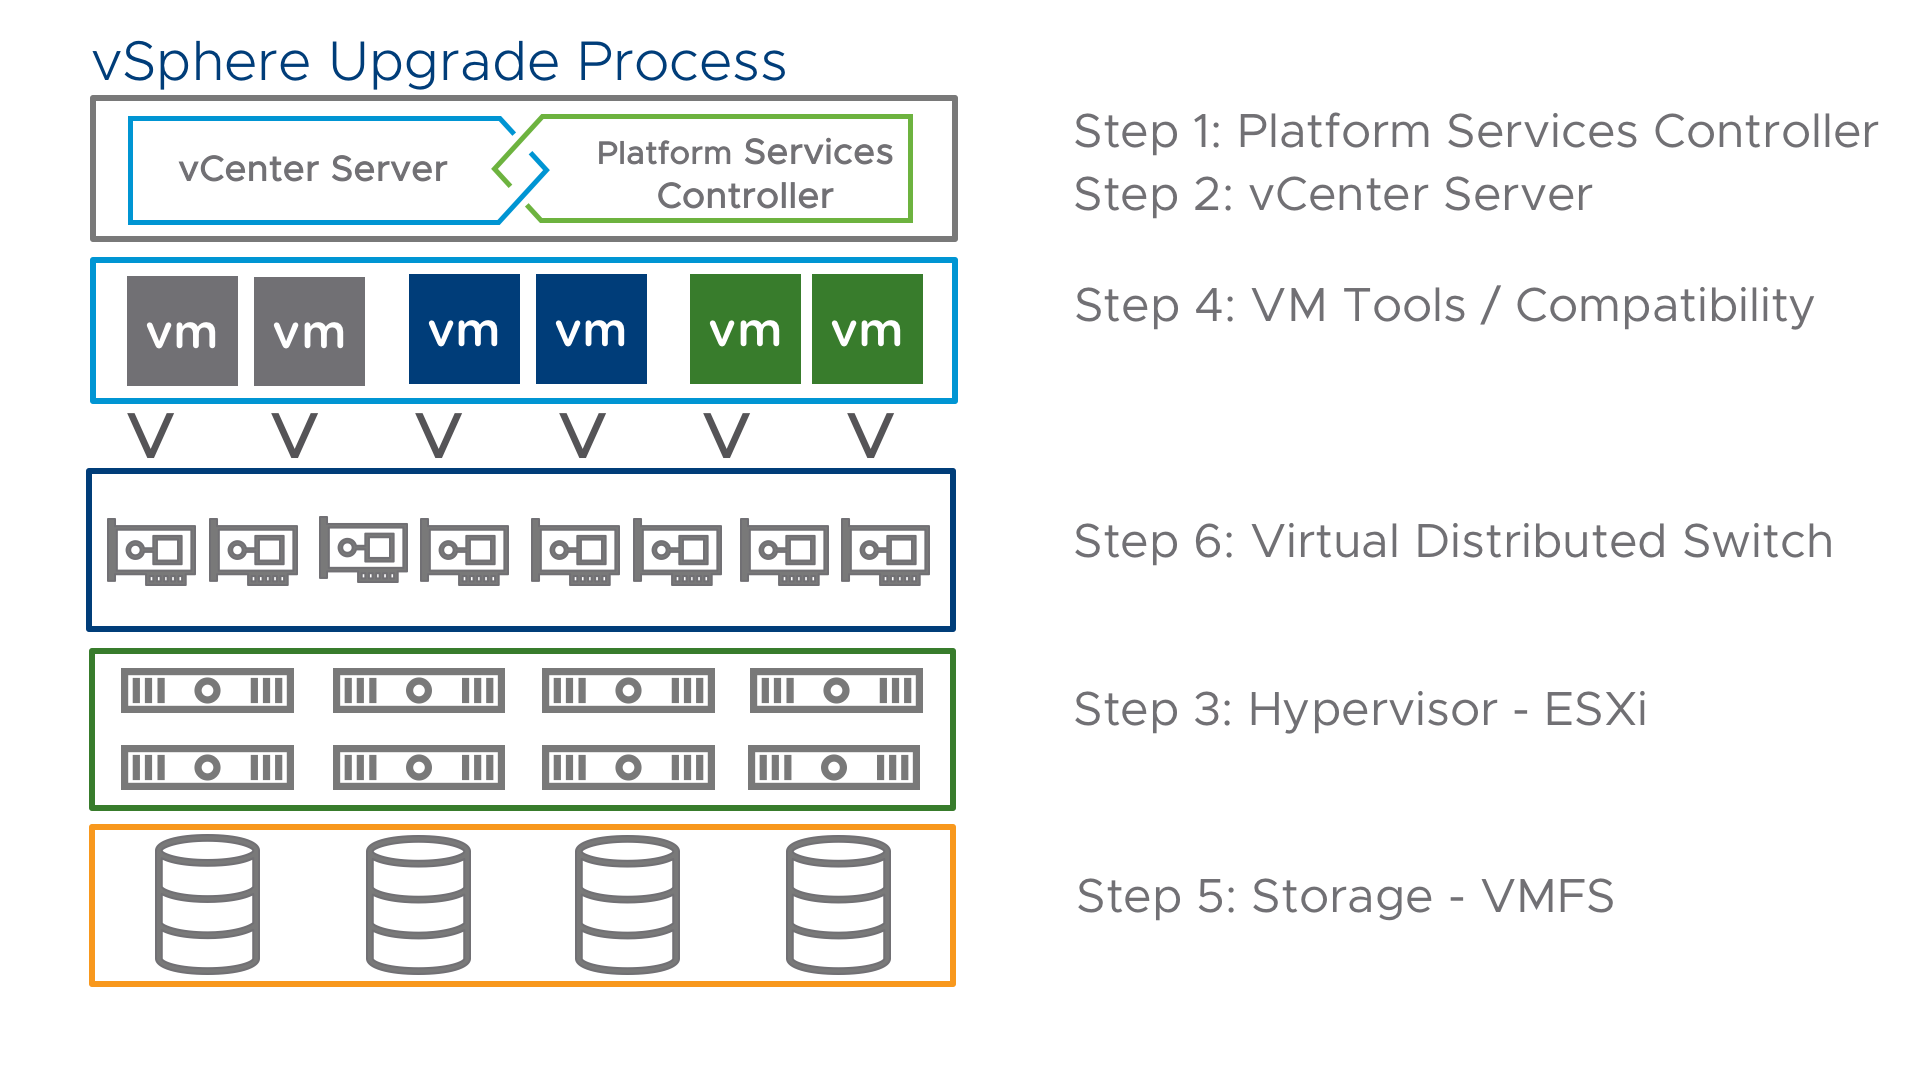 vSphere Upgrade Process
vCenter Server
Platform Services
Controller
Step 1: Platform Services Controller
Step 2: vCenter Server
vm vm vm vm vm vm
Step 4: VM Tools / Compatibility
V V V V V V
Step 6: Virtual Distributed Switch
Step 3: Hypervisor - ESXi
Step 5: Storage - VMFS